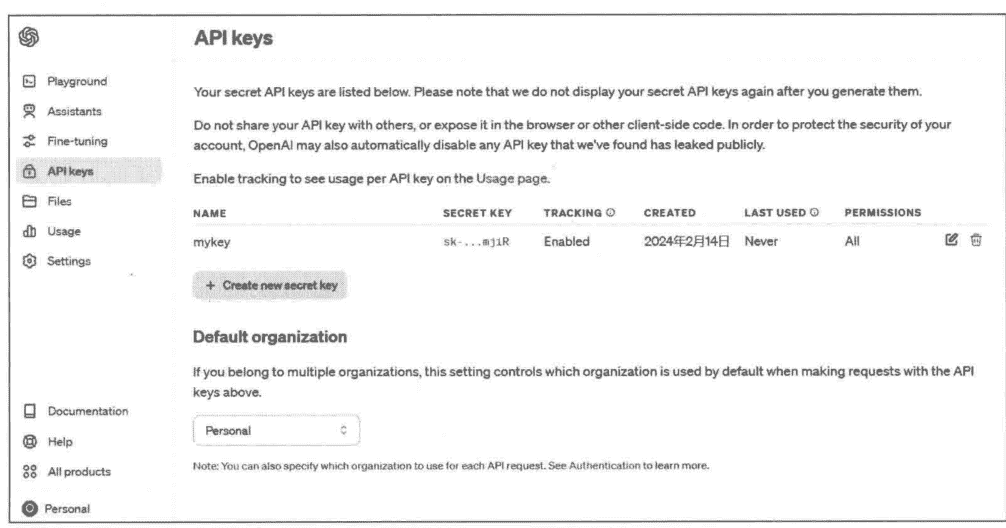 API keys
Playground
Assistants
Fine-tuning
API keys
Files
Usage
Settings
Documentation
Help
All products
Personal
Your secret API keys are listed below. Please note that we do not display your secret API keys again after you generate them.
Do not share your API key with others, or expose it in the browser or other client-side code. In order to protect the security of your
account, OpenAI may also automatically disable any API key that we've found has leaked publicly.
Enable tracking to see usage per API key on the Usage page.
NAME SECRET KEY TRACKING CREATED LAST USED PERMISSIONS
mykey sk-...mjiR Enabled 2024年2月14日 Never All
+ Create new secret key
Default organization
If you belong to multiple organizations, this setting controls which organization is used by default when making requests with the API
keys above.
Personal
Note: You can also specify which organization to use for each API request. See Authentication to learn more.